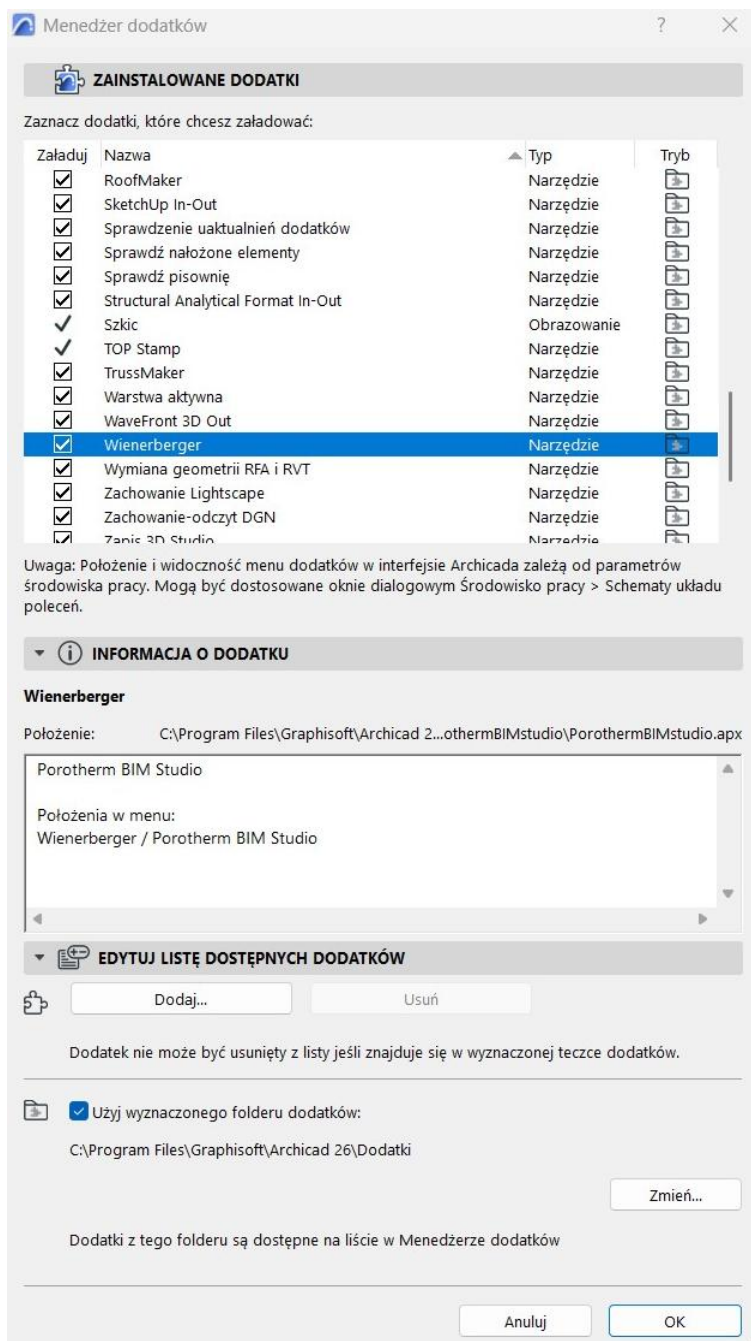 Menedżer dodatków ?
ZAINSTALOWANE DODATKI
Zaznacz dodatki, które chcesz załadować:
Załaduj Nazwa Typ Tryb
RoofMaker Narzędzie
SketchUp In-Out Narzędzie
Sprawdzenie uaktualnień dodatków Narzędzie
Sprawdź nałożone elementy Narzędzie
Sprawdź pisownię Narzędzie
Structural Analytical Format In-Out Narzędzie
Szkic Obrazowanie
TOP Stamp Narzędzie
TrussMaker Narzędzie
Warstwa aktywna Narzędzie
WaveFront 3D Out Narzędzie
Wienerberger Narzędzie
Wymiana geometrii RFA i RVT Narzędzie
Zachowanie Lightscape Narzędzie
Zachowanie-odczyt DGN Narzędzie
Zapis 3D Studio Narzędzie
Uwaga: Położenie i widoczność menu dodatków w interfejsie Archicada zależą od parametrów
środowiska pracy. Mogą być dostosowane oknie dialogowym Środowisko pracy > Schematy układu
poleceń.
INFORMACJA O DODATKU
Wienerberger
Położenie: C:\Program Files\Graphisoft\Archicad 2...othermBIMstudio\PorothermBIMstudio.apx
Porotherm BIM Studio
Położenia w menu:
Wienerberger / Porotherm BIM Studio
EDYTUJ LISTĘ DOSTĘPNYCH DODATKÓW
Dodaj... Usuń
Dodatek nie może być usunięty z listy jeśli znajduje się w wyznaczonej teczce dodatków.
Użyj wyznaczonego folderu dodatków:
C:\Program Files\Graphisoft\Archicad 26\Dodatki
Zmień...
Dodatki z tego folderu są dostępne na liście w Menedżerze dodatków
Anuluj OK